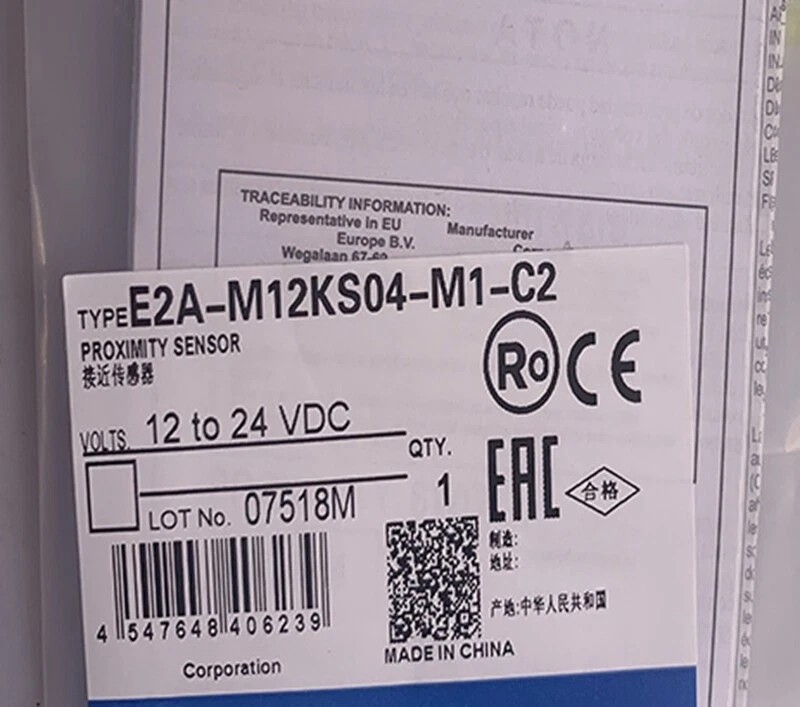 NOTA
TRACEABILITY INFORMATION:
Representative in EU
Manufacturer
Europe B.V.
Wegalaan 67-69
TYPE E2A-M12KS04-M1-C2
PROXIMITY SENSOR
接近传感器
Ro CE
VOLTS. 12 to 24 VDC
QTY.
1
EAC
合格
LOT No. 07518M
制造:
地址:
产地:中华人民共和国
4 547648 406239
MADE IN CHINA
Corporation